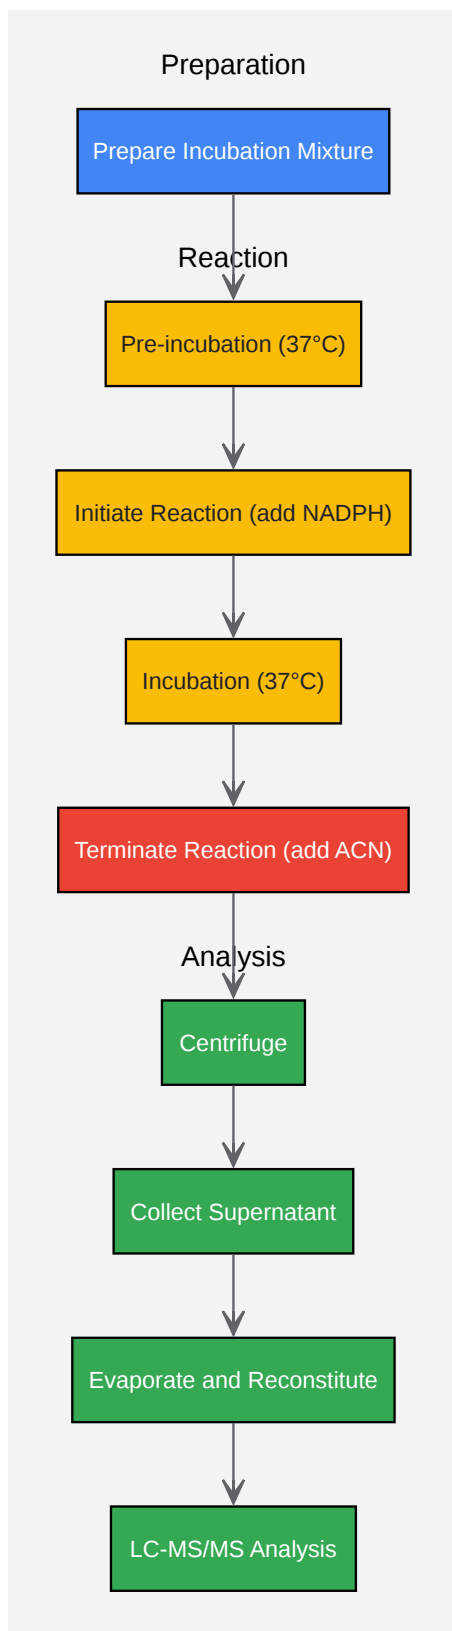 Preparation
Prepare Incubation Mixture
Reaction
Pre-incubation (37°C)
Initiate Reaction (add NADPH)
Incubation (37°C)
Terminate Reaction (add ACN)
Analysis
Centrifuge
Collect Supernatant
Evaporate and Reconstitute
LC-MS/MS Analysis